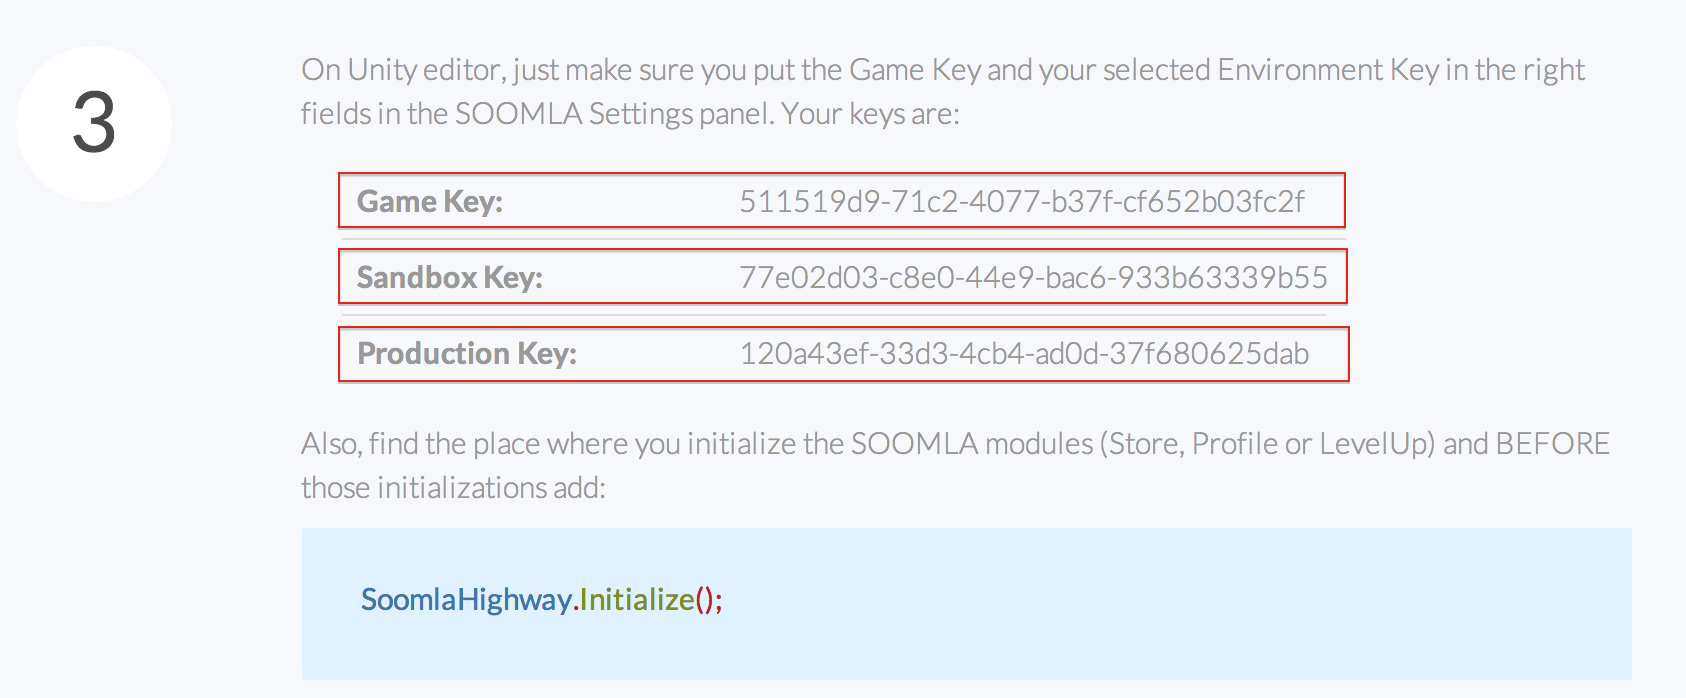 3
On Unity editor, just make sure you put the Game Key and your selected Environment Key in the right
fields in the SOOMLA Settings panel. Your keys are:
Game Key: 511519d9-71c2-4077-b37f-cf652b03fc2f
Sandbox Key: 77e02d03-c8e0-44e9-bac6-933b63339b55
Production Key: 120a43ef-33d3-4cb4-ad0d-37f680625dab
Also, find the place where you initialize the SOOMLA modules (Store, Profile or LevelUp) and BEFORE
those initializations add:
SoomlaHighway.Initialize();